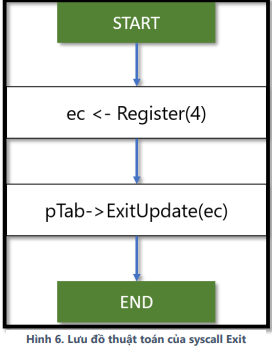 START
ec <- Register(4)
pTab->ExitUpdate(ec)
END
Hình 6. Lưu đồ thuật toán của syscall Exit